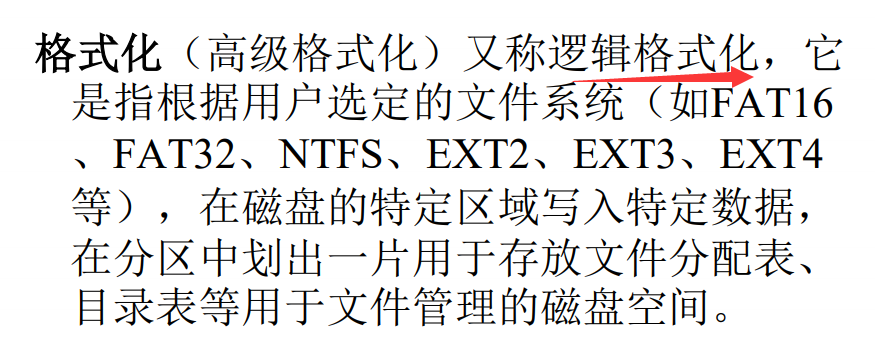 格式化（高级格式化）又称逻辑格式化，它
是指根据用户选定的文件系统（如FAT16
、FAT32、NTFS、EXT2、EXT3、EXT4
等），在磁盘的特定区域写入特定数据，
在分区中划出一片用于存放文件分配表、
目录表等用于文件管理的磁盘空间。